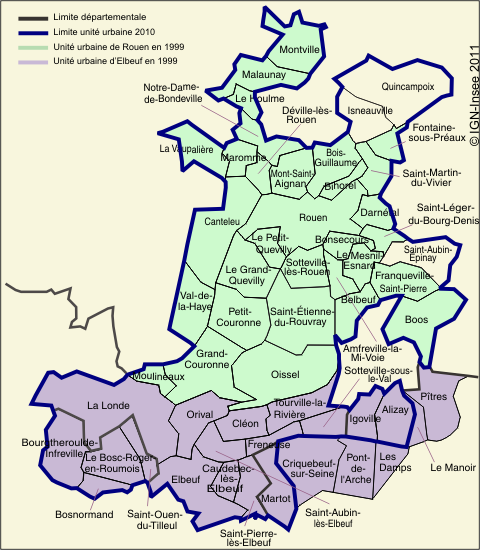 Limite départementale
Limite unité urbaine 2010
Unité urbaine de Rouen en 1999
Unité urbaine d'Elbeuf en 1999
© IGN-Insee 2011
Montville
Malaunay
Quincampoix
Notre-Dame-
de-Bondeville
Le Houlme
Isneauville
Déville-lès-
Rouen
Fontaine-
sous-Préaux
La Vaupalière
Maromme
Bois-
Guillaume
Mont-Saint-
Aignan
Bihorel
Saint-Martin-
du-Vivier
Canteleu
Rouen
Darnétal
Saint-Léger-
du-Bourg-Denis
Le Petit-
Quevilly
Bonsecours
Le Mesnil-
Esnard
Saint-Aubin-
Epinay
Le Grand-
Quevilly
Sotteville-
lès-Rouen
Franqueville-
Saint-Pierre
Val-de-
la-Haye
Petit-
Couronne
Saint-Étienne-
du-Rouvray
Belbeuf
Boos
Grand-
Couronne
Oissel
Amfreville-la-
Mi-Voie
Moulineaux
Sotteville-sous-
le-Val
La Londe
Orival
Cléon
Tourville-la-
Rivière
Igoville
Alizay
Pîtres
Bourgtheroulde-
Infreville
Le Bosc-Roger-
en-Roumois
Freneuse
Elbeuf
Caudebec-
lès-
Elbeuf
Criquebeuf-
sur-Seine
Pont-
de-
l'Arche
Les
Damps
Le Manoir
Martot
Bosnormand
Saint-Ouen-
du-Tilleul
Saint-Aubin-
lès-Elbeuf
Saint-Pierre-
lès-Elbeuf